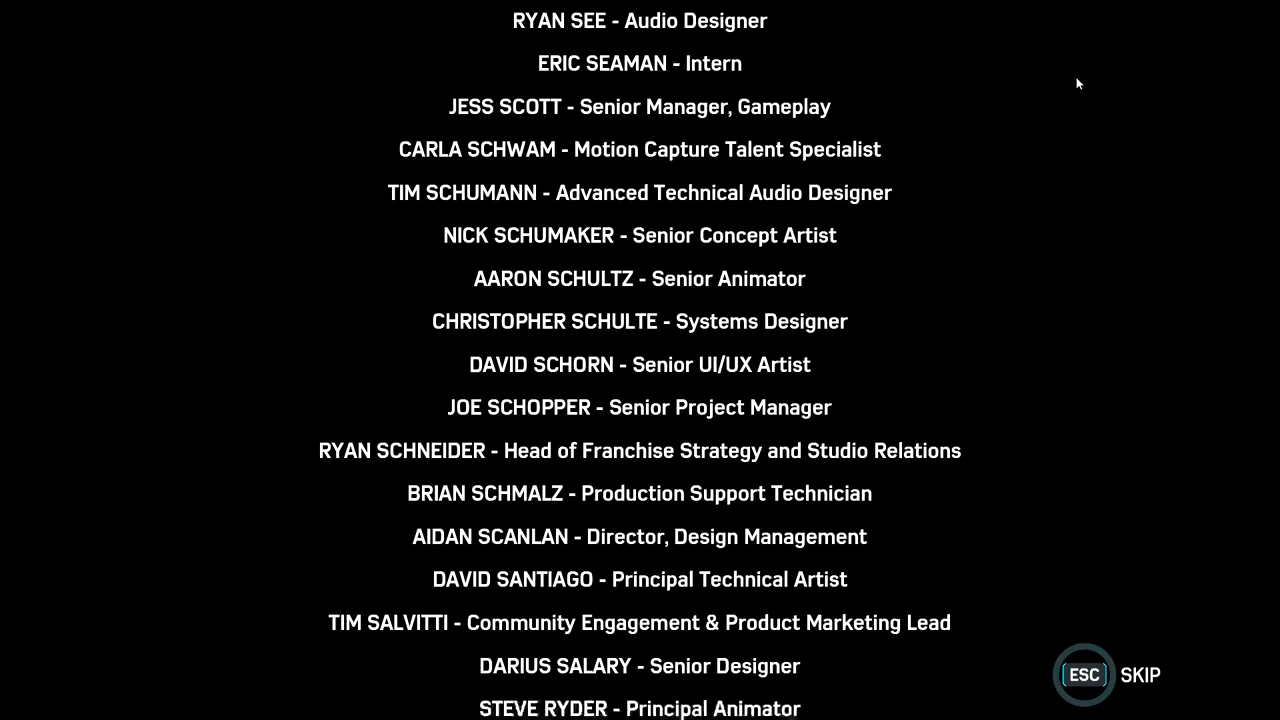 RYAN SEE - Audio Designer
ERIC SEAMAN - Intern
JESS SCOTT - Senior Manager, Gameplay
CARLA SCHWAM - Motion Capture Talent Specialist
TIM SCHUMANN - Advanced Technical Audio Designer
NICK SCHUMAKER - Senior Concept Artist
AARON SCHULTZ - Senior Animator
CHRISTOPHER SCHULTE - Systems Designer
DAVID SCHORN - Senior UI/UX Artist
JOE SCHOPPER - Senior Project Manager
RYAN SCHNEIDER - Head of Franchise Strategy and Studio Relations
BRIAN SCHMALZ - Production Support Technician
AIDAN SCANLAN - Director, Design Management
DAVID SANTIAGO - Principal Technical Artist
TIM SALVITTI - Community Engagement & Product Marketing Lead
DARIUS SALARY - Senior Designer
ESC SKIP
STEVE RYDER - Principal Animator